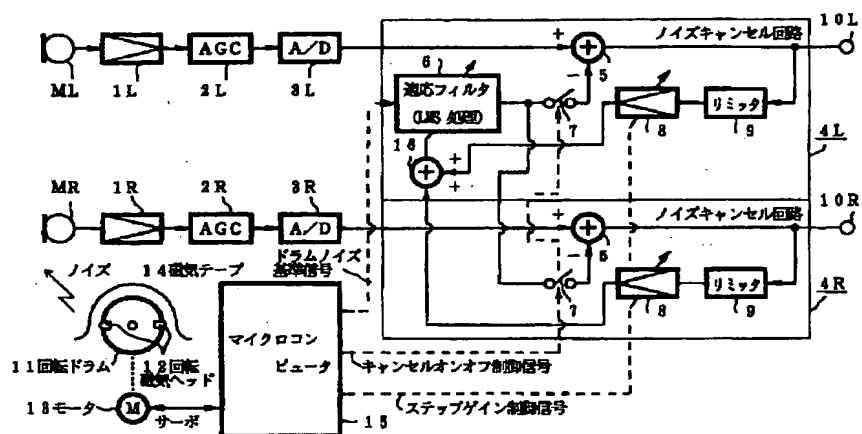 10L
ノイズキャンセル回路
AGC
A/D
6
ML
1L
2L
3L
適応フィルタ
(LMS 処理)
5
7
8
リミッタ
9
4L
16
MR
1R
2R
3R
AGC
A/D
10R
ノイズキャンセル回路
ドラムノイズ
基準信号
5
7
8
リミッタ
9
4R
ノイズ
14磁気テープ
マイクロコン
ピュータ
11回転ドラム
12回転
磁気ヘッド
キャンセルオンオフ制御信号
13モータ
M
サーボ
ステップゲイン制御信号
15